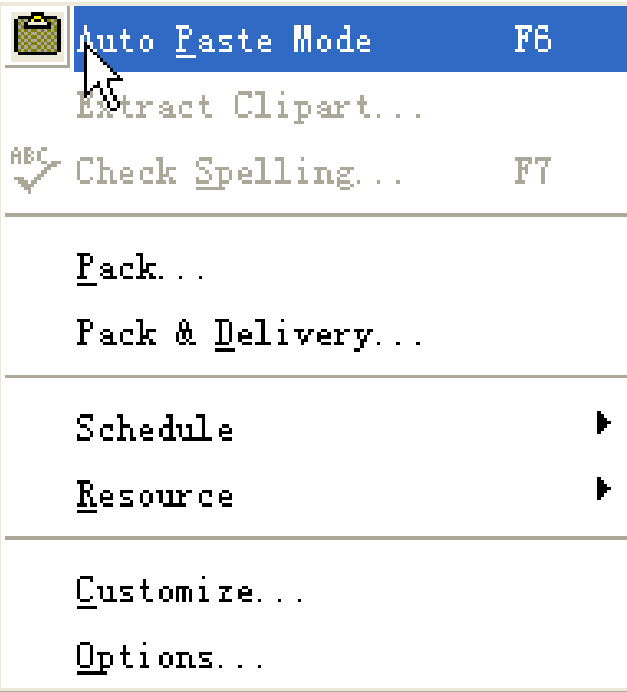 Auto Paste Mode F6
Extract Clipart...
ABC Check Spelling... F7
Pack...
Pack & Delivery...
Schedule
Resource
Customize...
Options...